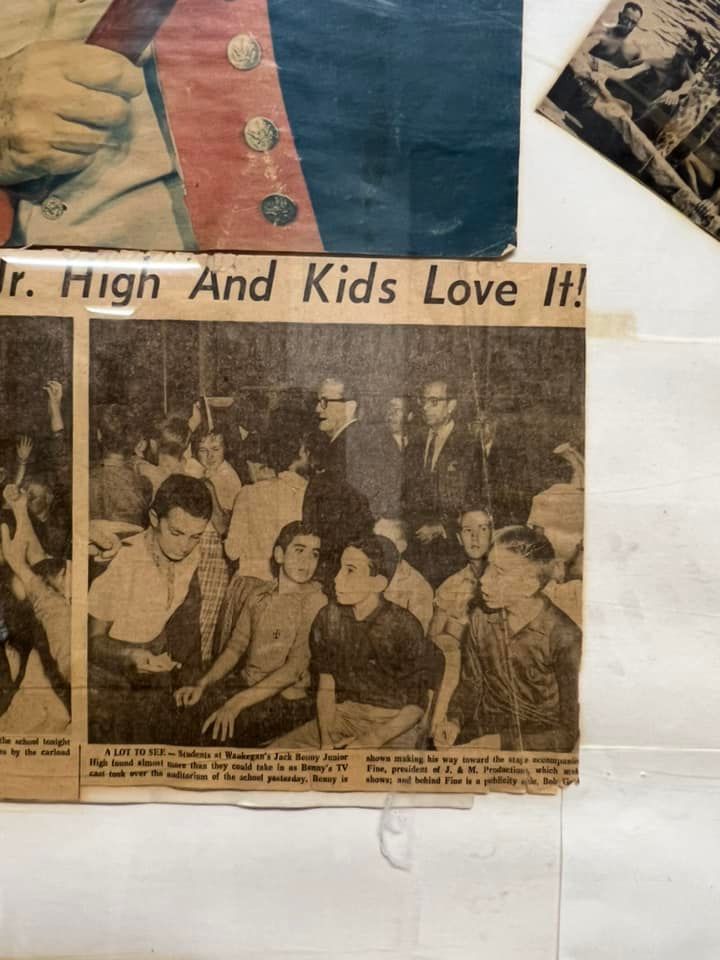 Jr. High And Kids Love It!
the school tonight
es by the carload
A LOT TO SEE — Students at Waukegan's Jack Benny Junior
High found almost more than they could take in as Benny's TV
cast took over the auditorium of the school yesterday. Benny is
shown making his way toward the stage accompanie
Fine, president of J. & M. Productions, which
shows; and behind Fine is a publicity aide, Bob